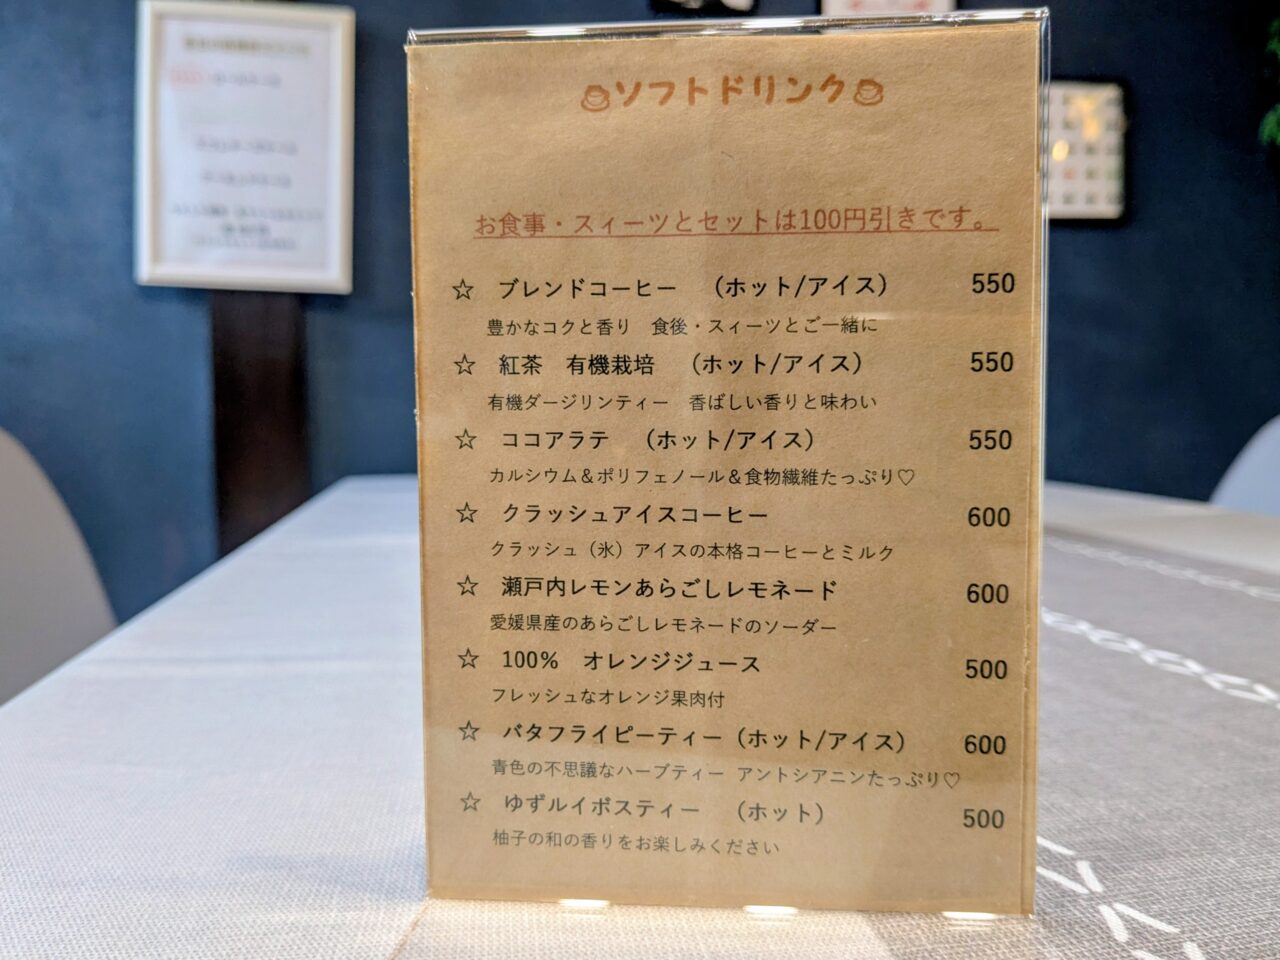 ソフトドリンク
お食事・スィーツとセットは100円引きです。
☆ ブレンドコーヒー （ホット/アイス） 550
豊かなコクと香り 食後・スィーツとご一緒に
☆ 紅茶 有機栽培 （ホット/アイス） 550
有機ダージリンティー 香ばしい香りと味わい
☆ ココアラテ （ホット/アイス） 550
カルシウム＆ポリフェノール＆食物繊維たっぷり♡
☆ クラッシュアイスコーヒー 600
クラッシュ（氷）アイスの本格コーヒーとミルク
☆ 瀬戸内レモンあらごしレモネード 600
愛媛県産のあらごしレモネードのソーダー
☆ 100% オレンジジュース 500
フレッシュなオレンジ果肉付
☆ バタフライピーティー（ホット/アイス） 600
青色の不思議なハーブティー アントシアニンたっぷり♡
☆ ゆずルイボスティー （ホット） 500
柚子の和の香りをお楽しみください